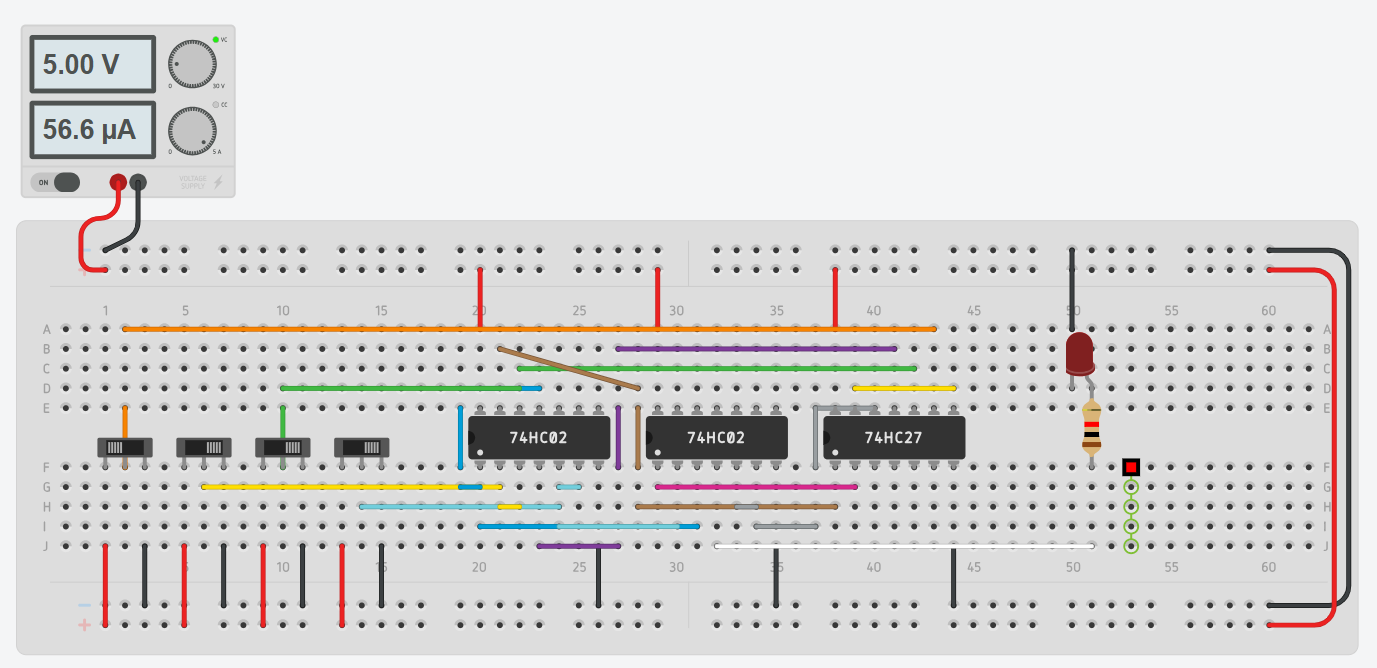 5.00 V
VC
0 30 V
56.6 µA
CC
0 5 A
ON
VOLTAGE
SUPPLY
−
+
1 5 10 15 20 25 30 35 40 45 50 55 60
A A
B B
C C
D D
E E
74HC02 74HC02 74HC27
F F
G G
H H
I I
J J
5 10 15 20 25 30 35 40 45 50 55 60
−
+